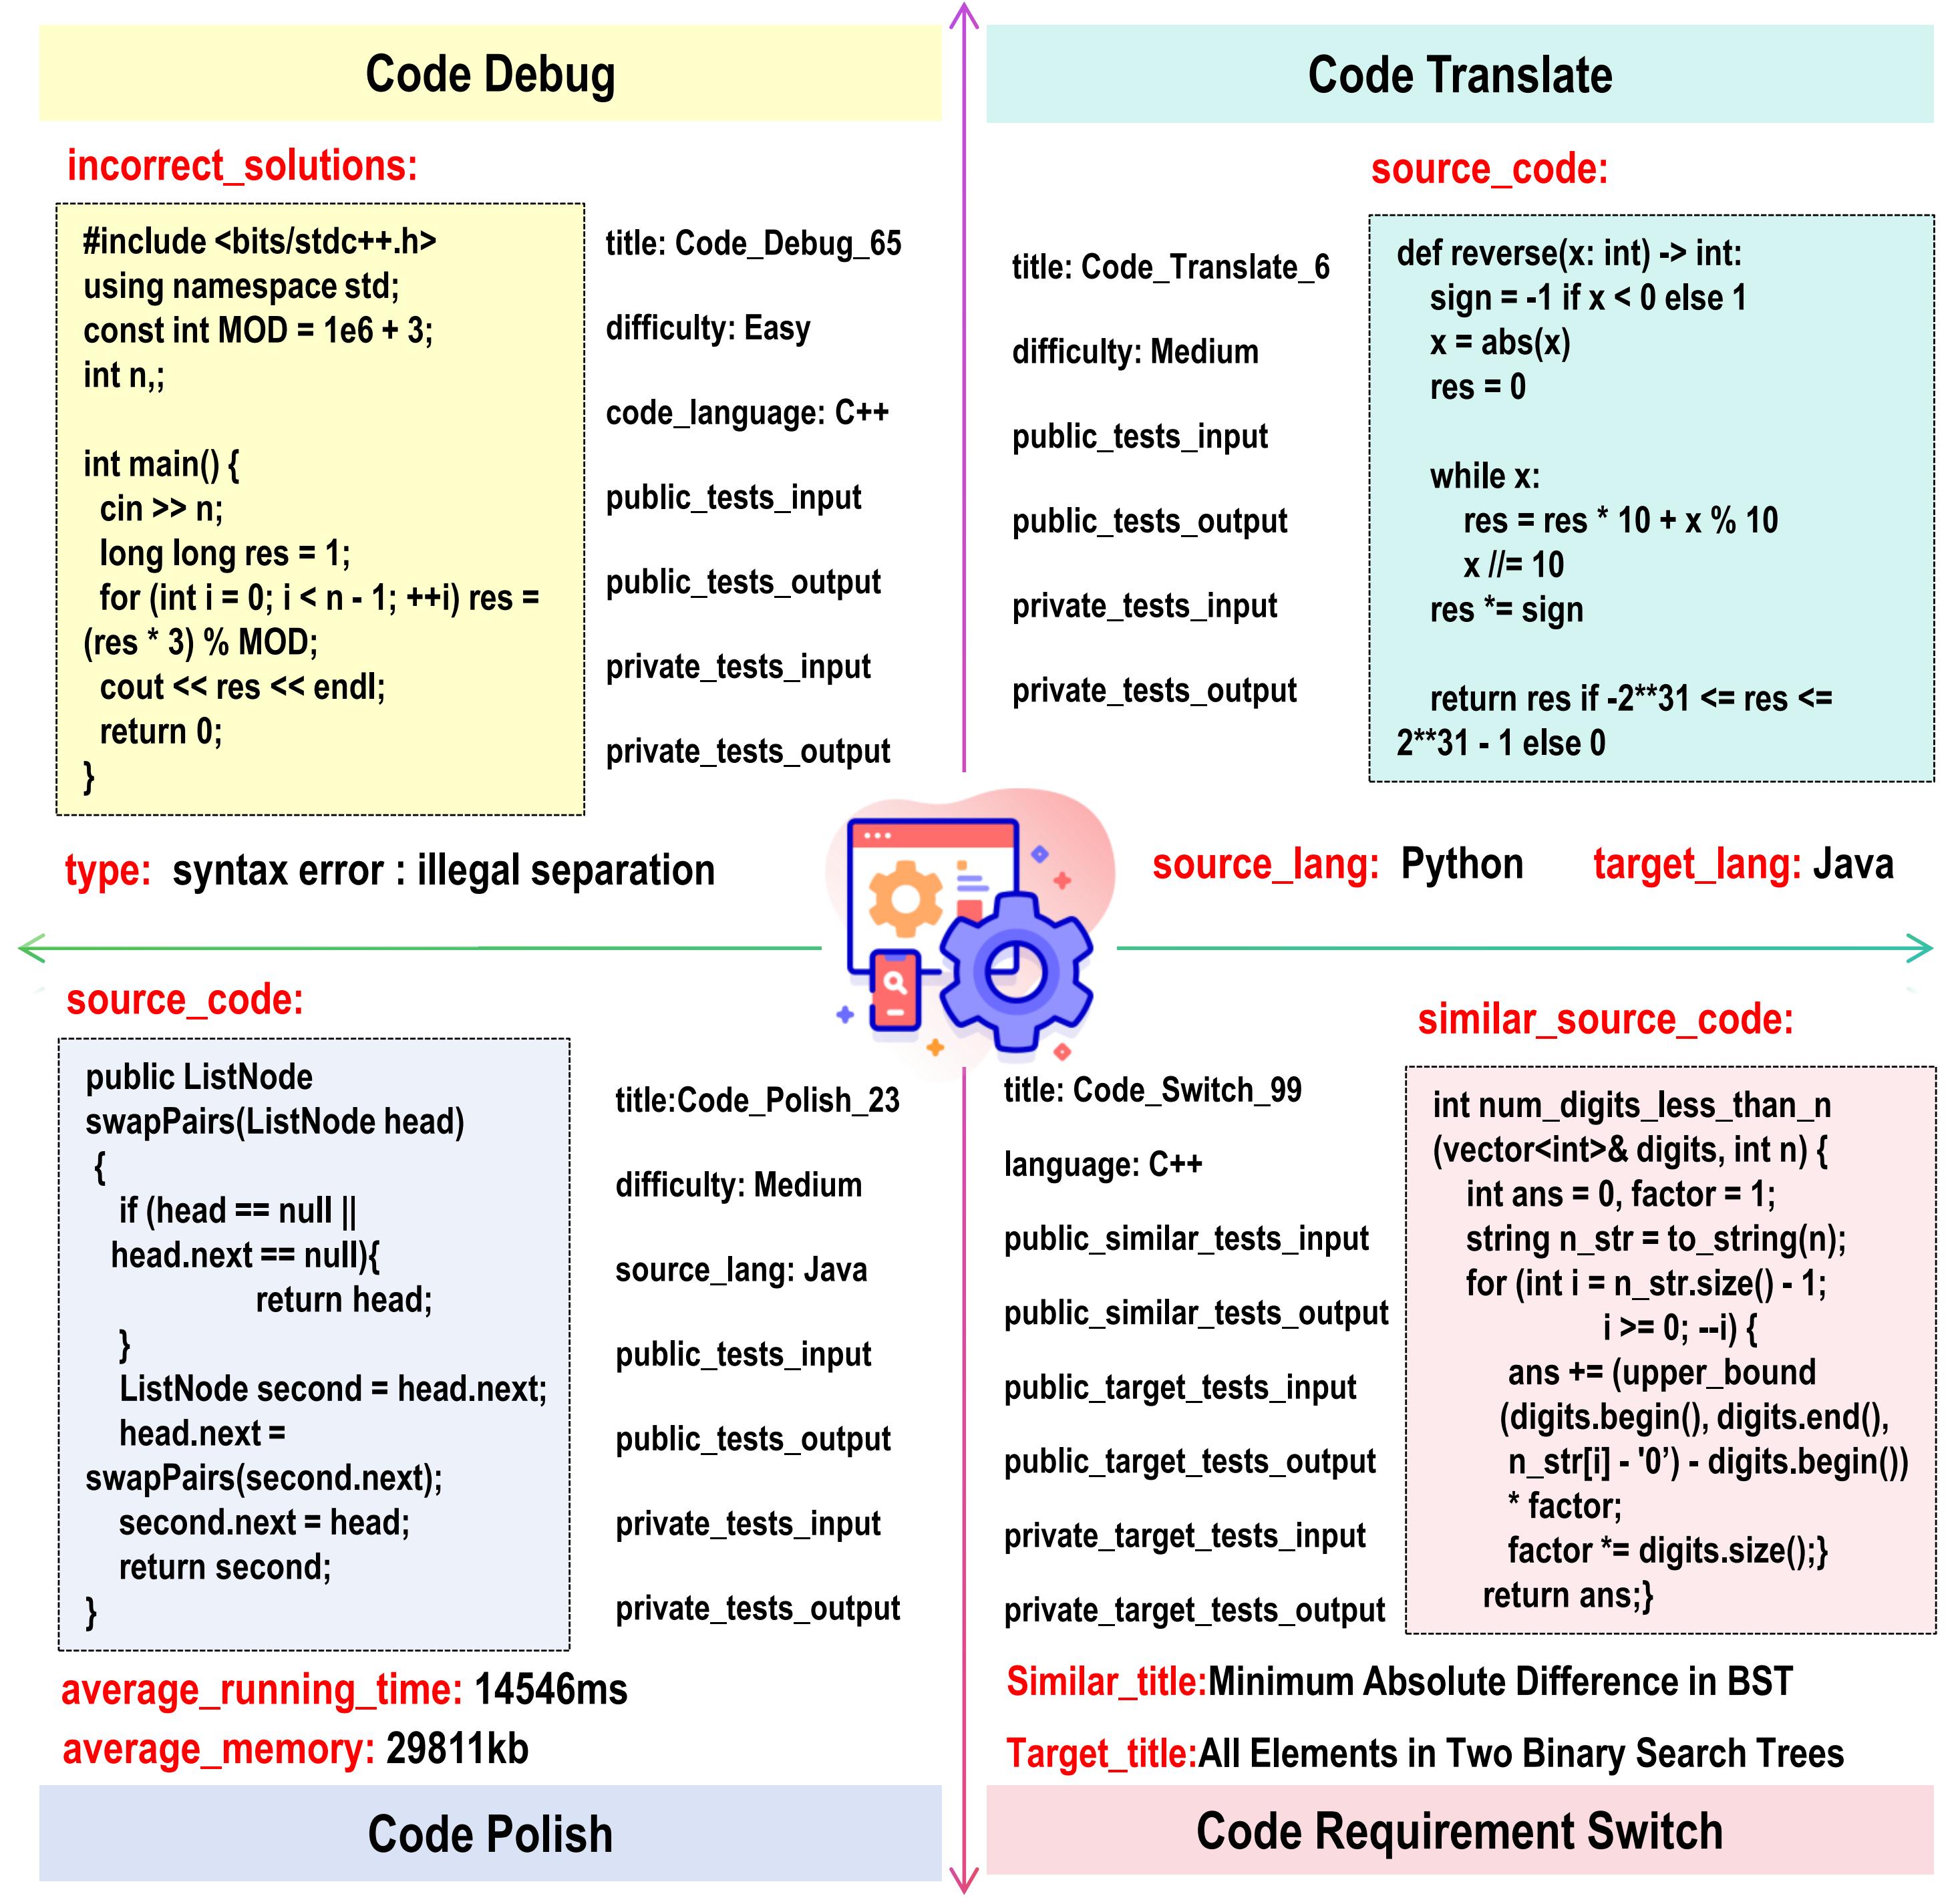 Code Debug
incorrect_solutions:
#include <bits/stdc++.h>
using namespace std;
const int MOD = 1e6 + 3;
int n,;
int main() {
cin >> n;
long long res = 1;
for (int i = 0; i < n - 1; ++i) res =
(res * 3) % MOD;
cout << res << endl;
return 0;
}
title: Code_Debug_65
difficulty: Easy
code_language: C++
public_tests_input
public_tests_output
private_tests_input
private_tests_output
type: syntax error : illegal separation
Code Translate
title: Code_Translate_6
difficulty: Medium
public_tests_input
public_tests_output
private_tests_input
private_tests_output
source_code:
def reverse(x: int) -> int:
sign = -1 if x < 0 else 1
x = abs(x)
res = 0
while x:
res = res * 10 + x % 10
x //= 10
res *= sign
return res if -2**31 <= res <=
2**31 - 1 else 0
source_lang: Python target_lang: Java
source_code:
public ListNode
swapPairs(ListNode head)
{
if (head == null ||
head.next == null){
return head;
}
ListNode second = head.next;
head.next =
swapPairs(second.next);
second.next = head;
return second;
}
title:Code_Polish_23
difficulty: Medium
source_lang: Java
public_tests_input
public_tests_output
private_tests_input
private_tests_output
average_running_time: 14546ms
average_memory: 29811kb
Code Polish
title: Code_Switch_99
language: C++
public_similar_tests_input
public_similar_tests_output
public_target_tests_input
public_target_tests_output
private_target_tests_input
private_target_tests_output
similar_source_code:
int num_digits_less_than_n
(vector<int>& digits, int n) {
int ans = 0, factor = 1;
string n_str = to_string(n);
for (int i = n_str.size() - 1;
i >= 0; --i) {
ans += (upper_bound
(digits.begin(), digits.end(),
n_str[i] - '0’) - digits.begin())
* factor;
factor *= digits.size();}
return ans;}
Similar_title:Minimum Absolute Difference in BST
Target_title:All Elements in Two Binary Search Trees
Code Requirement Switch